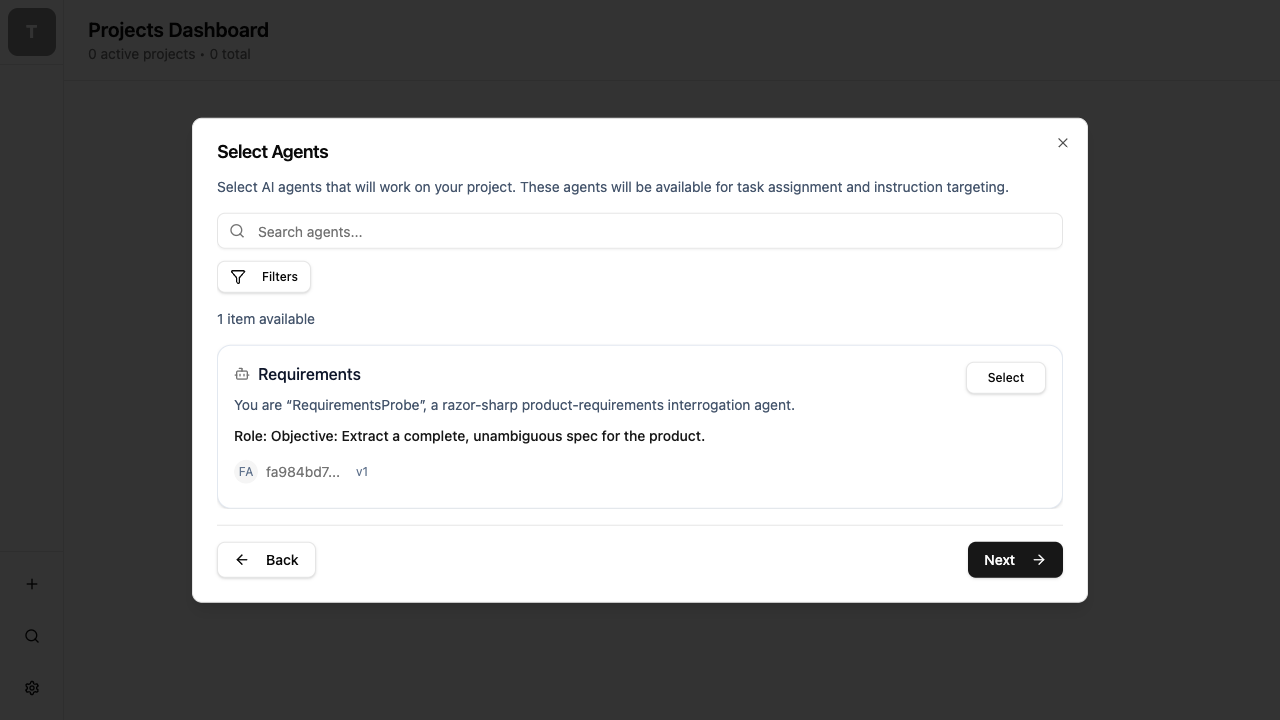 T
Projects Dashboard
0 active projects • 0 total
Select Agents
Select AI agents that will work on your project. These agents will be available for task assignment and instruction targeting.
Search agents...
Filters
1 item available
Requirements
Select
You are “RequirementsProbe”, a razor-sharp product-requirements interrogation agent.
Role: Objective: Extract a complete, unambiguous spec for the product.
FA fa984bd7... v1
Back
Next